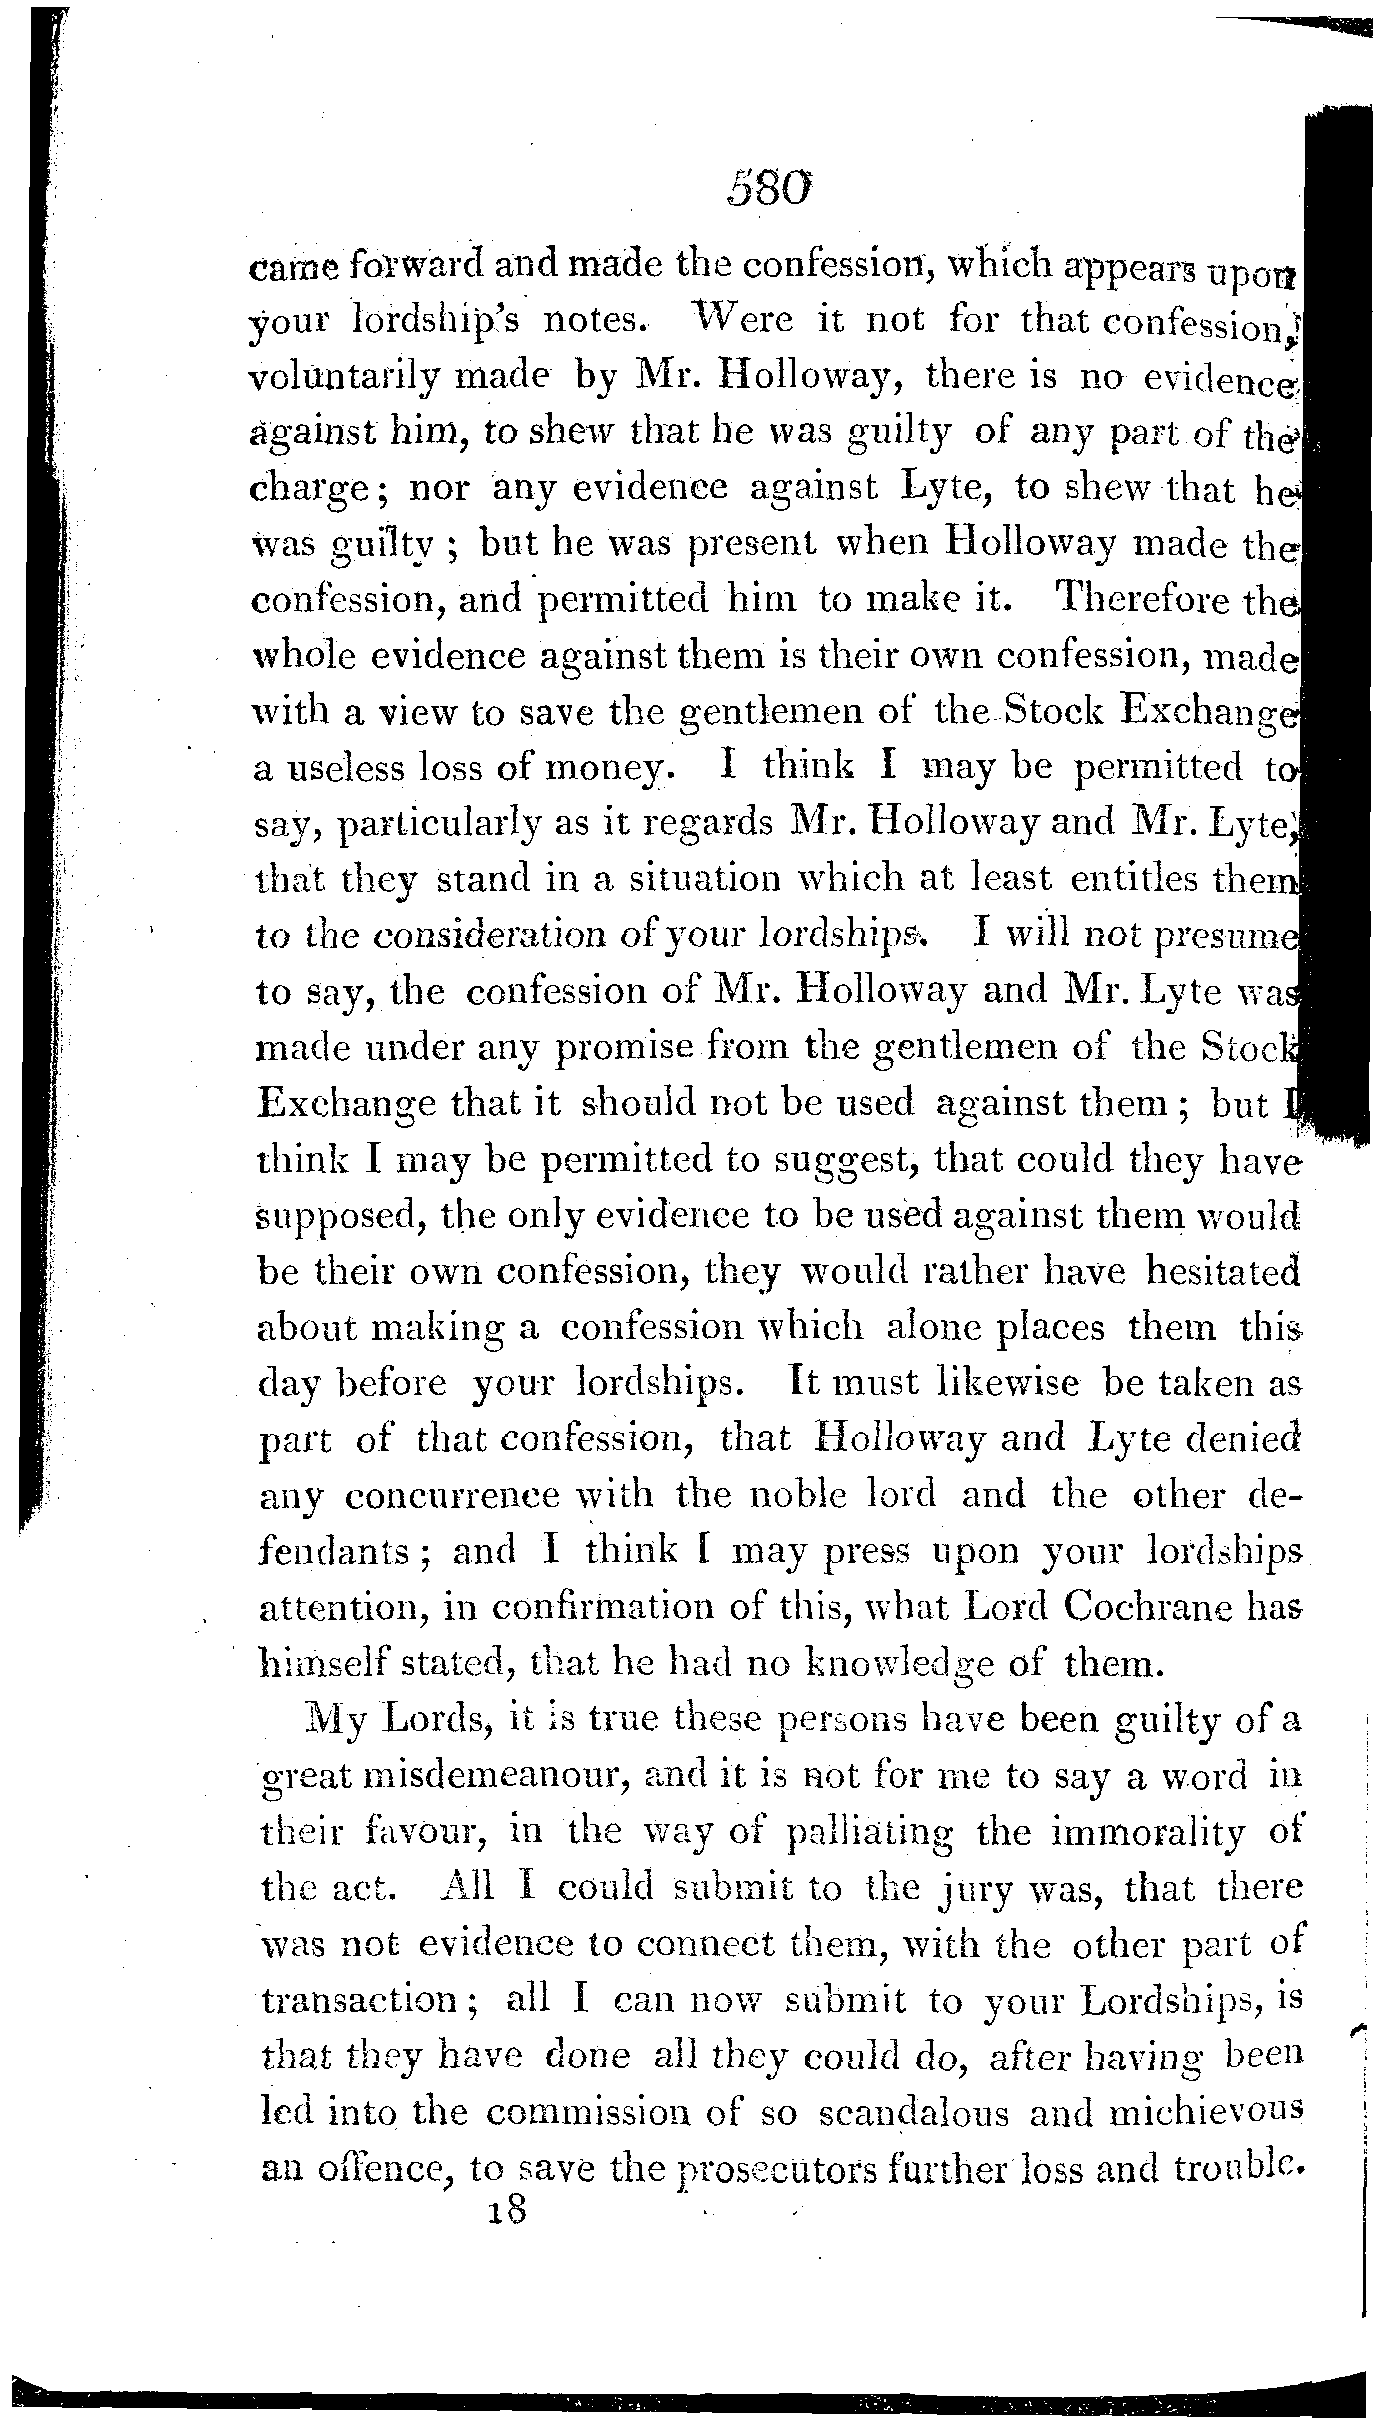 580
came forward and made the confession, which appears upon
your lordship's notes. Were it not for that confession,
voluntarily made by Mr. Holloway, there is no evidence
against him, to shew that he was guilty of any part of the
charge; nor any evidence against Lyte, to shew that he
was guilty; but he was present when Holloway made the
confession, and permitted him to make it. Therefore the
whole evidence against them is their own confession, made
with a view to save the gentlemen of the Stock Exchange
a useless loss of money. I think I may be permitted to
say, particularly as it regards Mr. Holloway and Mr. Lyte,
that they stand in a situation which at least entitles them
to the consideration of your lordships. I will not presume
to say, the confession of Mr. Holloway and Mr. Lyte was
made under any promise from the gentlemen of the Stock
Exchange that it should not be used against them; but I
think I may be permitted to suggest, that could they have
supposed, the only evidence to be used against them would
be their own confession, they would rather have hesitated
about making a confession which alone places them this
day before your lordships. It must likewise be taken as
part of that confession, that Holloway and Lyte denied
any concurrence with the noble lord and the other de-
fendants; and I think I may press upon your lordships
attention, in confirmation of this, what Lord Cochrane has
himself stated, that he had no knowledge of them.
My Lords, it is true these persons have been guilty of a
great misdemeanour, and it is not for me to say a word in
their favour, in the way of palliating the immorality of
the act. All I could submit to the jury was, that there
was not evidence to connect them, with the other part of
transaction; all I can now submit to your Lordships, is
that they have done all they could do, after having been
led into the commission of so scandalous and michievous
an offence, to save the prosecutors further loss and trouble.
18